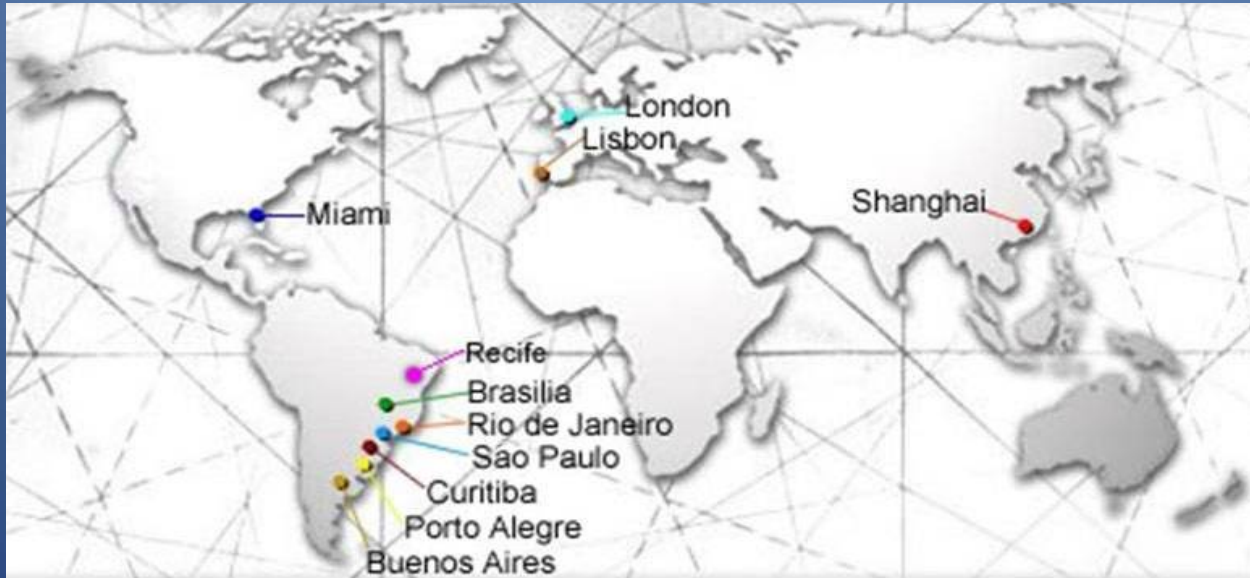 London
Lisbon
Shanghai
Miami
Recife
Brasilia
Rio de Janeiro
Sao Paulo
Curitiba
Porto Alegre
Buenos Aires